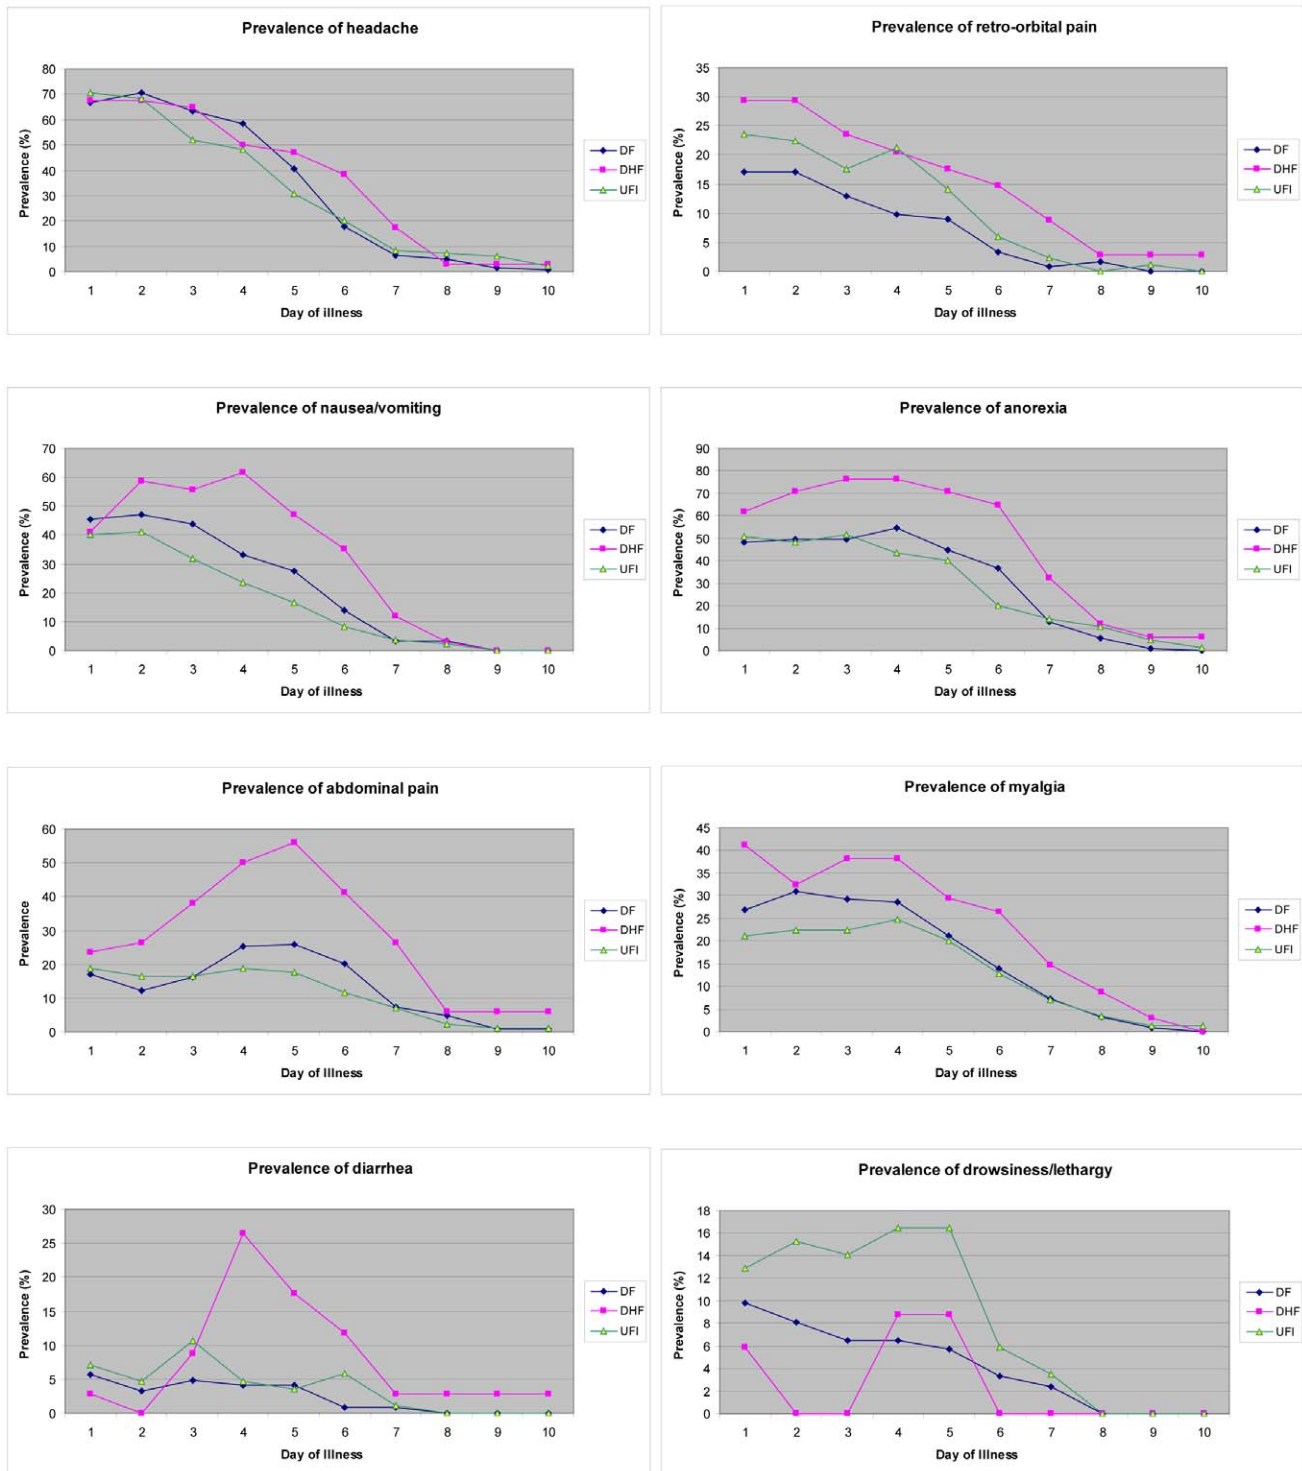 Prevalence of headache
80
70
60
50
40
30
20
10
0
Prevalence (%)
1 2 3 4 5 6 7 8 9 10
Day of illness
DF
DHF
UFI
Prevalence of retro-orbital pain
35
30
25
20
15
10
5
0
Prevalence (%)
1 2 3 4 5 6 7 8 9 10
Day of illness
DF
DHF
UFI
Prevalence of nausea/vomiting
70
60
50
40
30
20
10
0
Prevalence (%)
1 2 3 4 5 6 7 8 9 10
Day of illness
DF
DHF
UFI
Prevalence of anorexia
90
80
70
60
50
40
30
20
10
0
Prevalence (%)
1 2 3 4 5 6 7 8 9 10
Day of illness
DF
DHF
UFI
Prevalence of abdominal pain
60
50
40
30
20
10
0
Prevalence
1 2 3 4 5 6 7 8 9 10
Day of Illness
DF
DHF
UFI
Prevalence of myalgia
45
40
35
30
25
20
15
10
5
0
Prevalence (%)
1 2 3 4 5 6 7 8 9 10
Day of illness
DF
DHF
UFI
Prevalence of diarrhea
30
25
20
15
10
5
0
Prevalence (%)
1 2 3 4 5 6 7 8 9 10
Day of Illness
DF
DHF
UFI
Prevalence of drowsiness/lethargy
18
16
14
12
10
8
6
4
2
0
Prevalence (%)
1 2 3 4 5 6 7 8 9 10
Day of Illness
DF
DHF
UFI